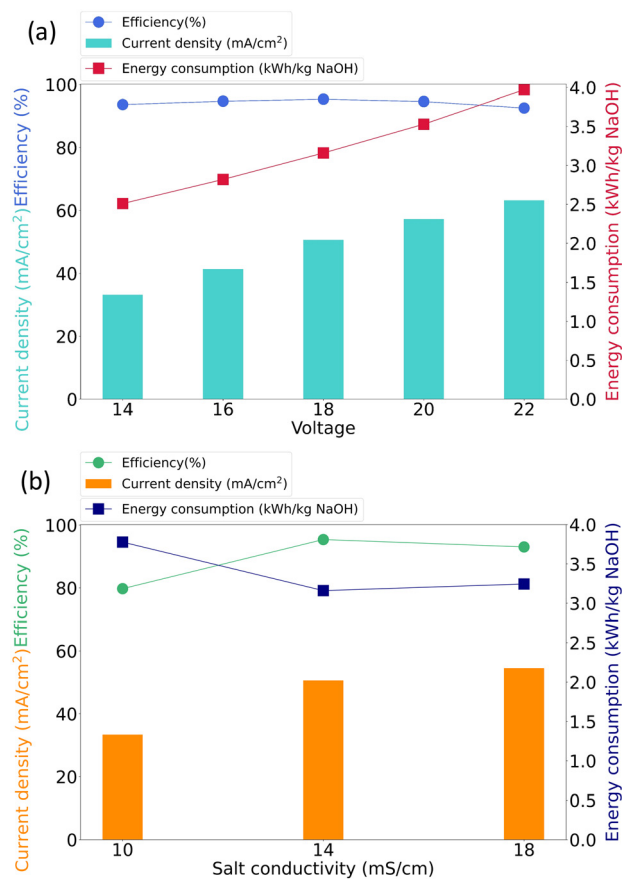 (a)
Efficiency(%)
Current density (mA/cm²)
Energy consumption (kWh/kg NaOH)
Current density (mA/cm²)Efficiency (%)
100
80
60
40
20
0
4.0
3.5
3.0
2.5
2.0
1.5
1.0
0.5
0.0
Energy consumption (kWh/kg NaOH)
14 16 18 20 22
Voltage
(b)
Efficiency(%)
Current density (mA/cm²)
Energy consumption (kWh/kg NaOH)
Current density (mA/cm²)Efficiency (%)
100
80
60
40
20
0
4.0
3.5
3.0
2.5
2.0
1.5
1.0
0.5
0.0
Energy consumption (kWh/kg NaOH)
10 14 18
Salt conductivity (mS/cm)